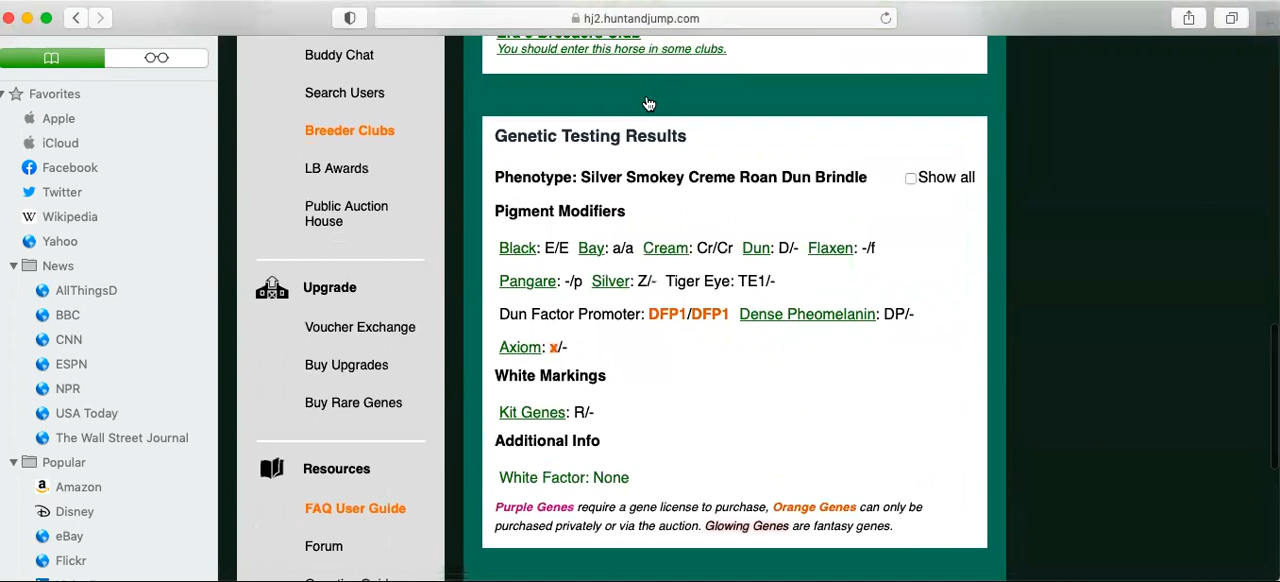 hj2.huntandjump.com
Favorites
Apple
iCloud
Facebook
Twitter
Wikipedia
Yahoo
News
AllThingsD
BBC
CNN
ESPN
NPR
USA Today
The Wall Street Journal
Popular
Amazon
Disney
eBay
Flickr
Buddy Chat
Search Users
Breeder Clubs
LB Awards
Public Auction
House
Upgrade
Voucher Exchange
Buy Upgrades
Buy Rare Genes
Resources
FAQ User Guide
Forum
You should enter this horse in some clubs.
Genetic Testing Results
Phenotype: Silver Smokey Creme Roan Dun Brindle Show all
Pigment Modifiers
Black: E/E Bay: a/a Cream: Cr/Cr Dun: D/- Flaxen: -/f
Pangare: -/p Silver: Z/- Tiger Eye: TE1/-
Dun Factor Promoter: DFP1/DFP1 Dense Pheomelanin: DP/-
Axiom: x/-
White Markings
Kit Genes: R/-
Additional Info
White Factor: None
Purple Genes require a gene license to purchase, Orange Genes can only be
purchased privately or via the auction. Glowing Genes are fantasy genes.